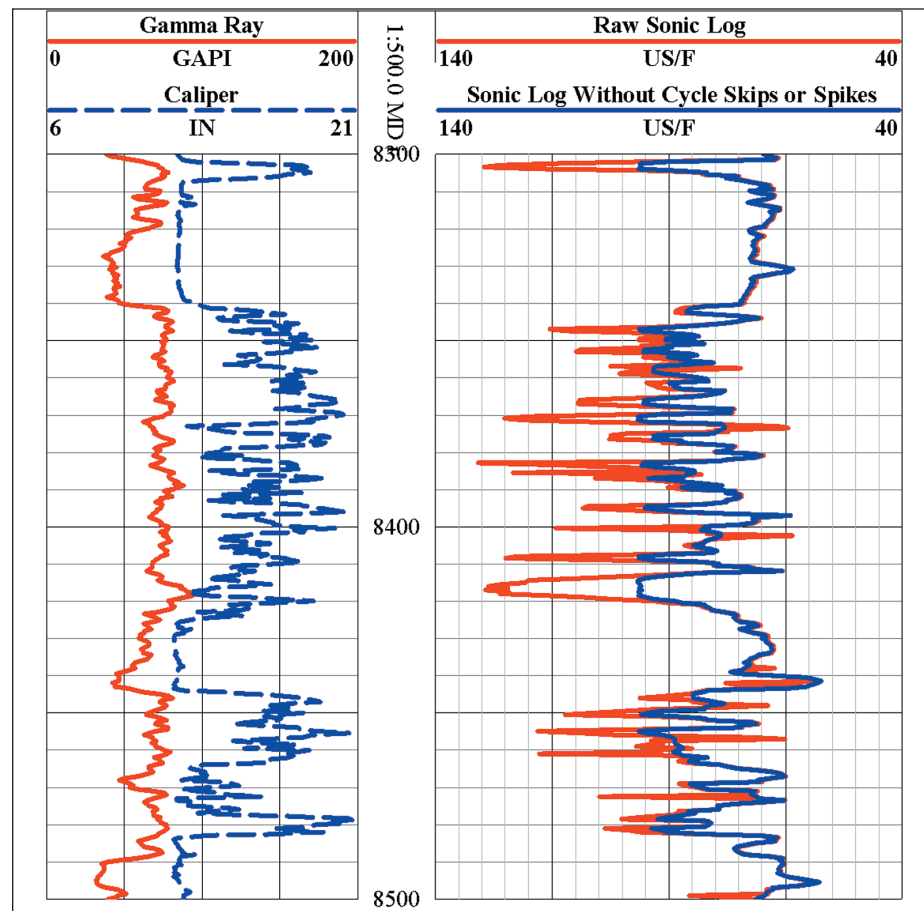 Gamma Ray
0 GAPI 200
Caliper
6 IN 21
1:500.0 MD
Raw Sonic Log
140 US/F 40
Sonic Log Without Cycle Skips or Spikes
140 US/F 40
8300
8400
8500